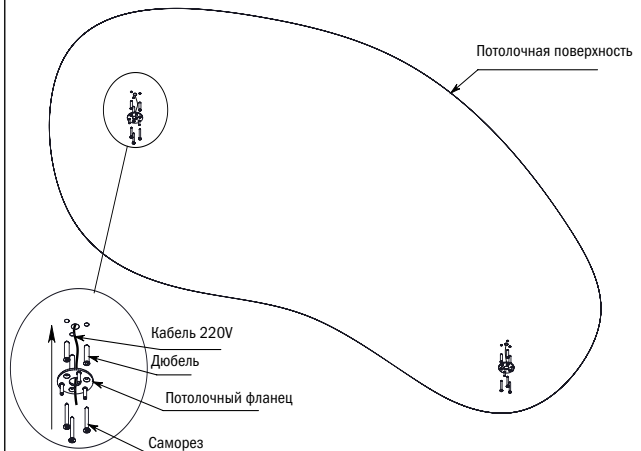 Потолочная поверхность
Кабель 220V
Дюбель
Потолочный фланец
Саморез